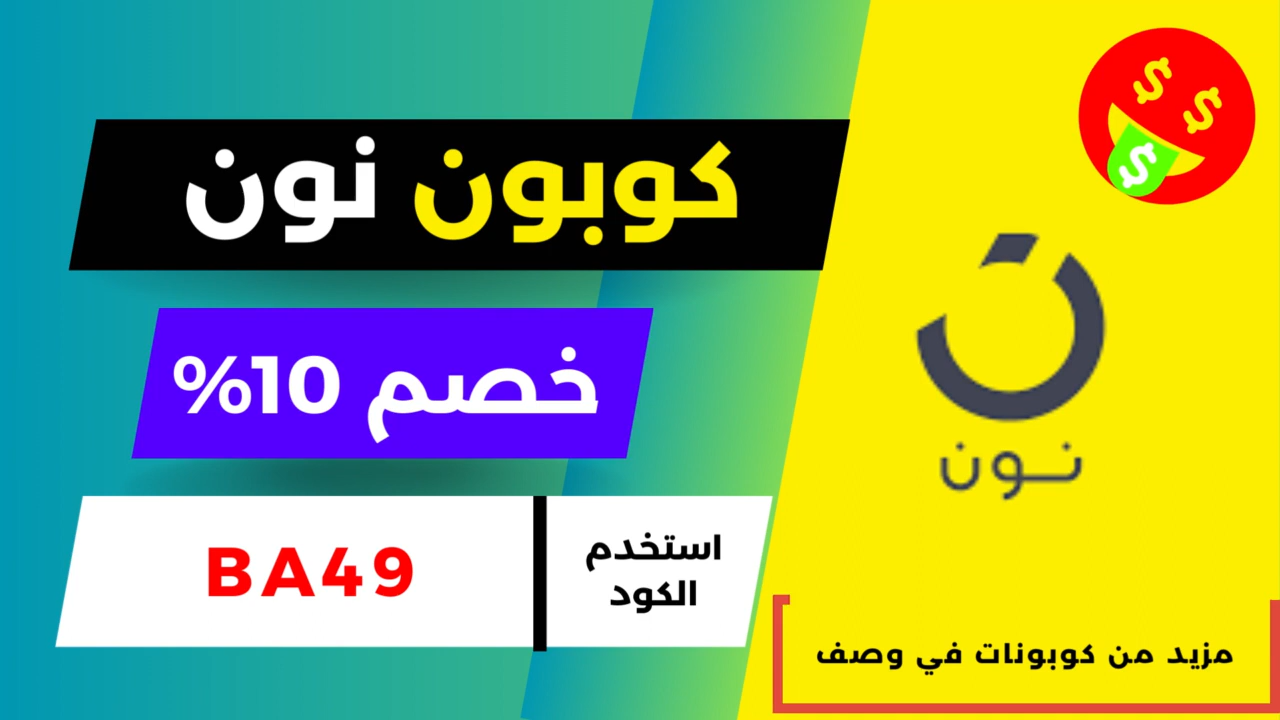 كوبون نون
خصم 10%
استخدم
الكود
BA49
$ $
$
نون
مزيد من كوبونات في وصف